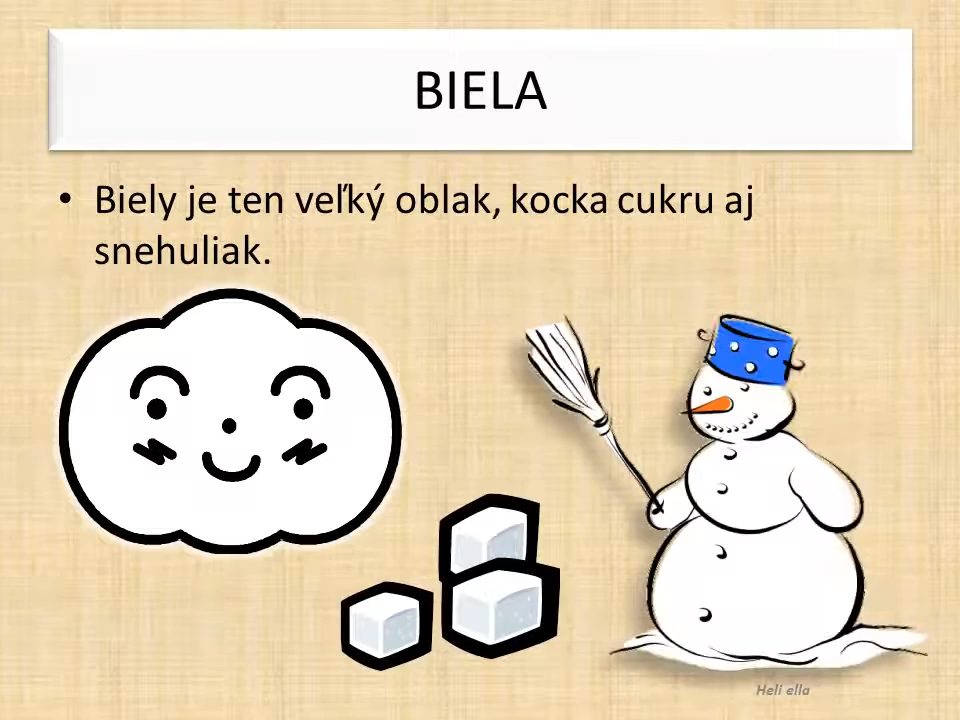 BIELA
• Biely je ten veľký oblak, kocka cukru aj
snehuliak.
Heli ella